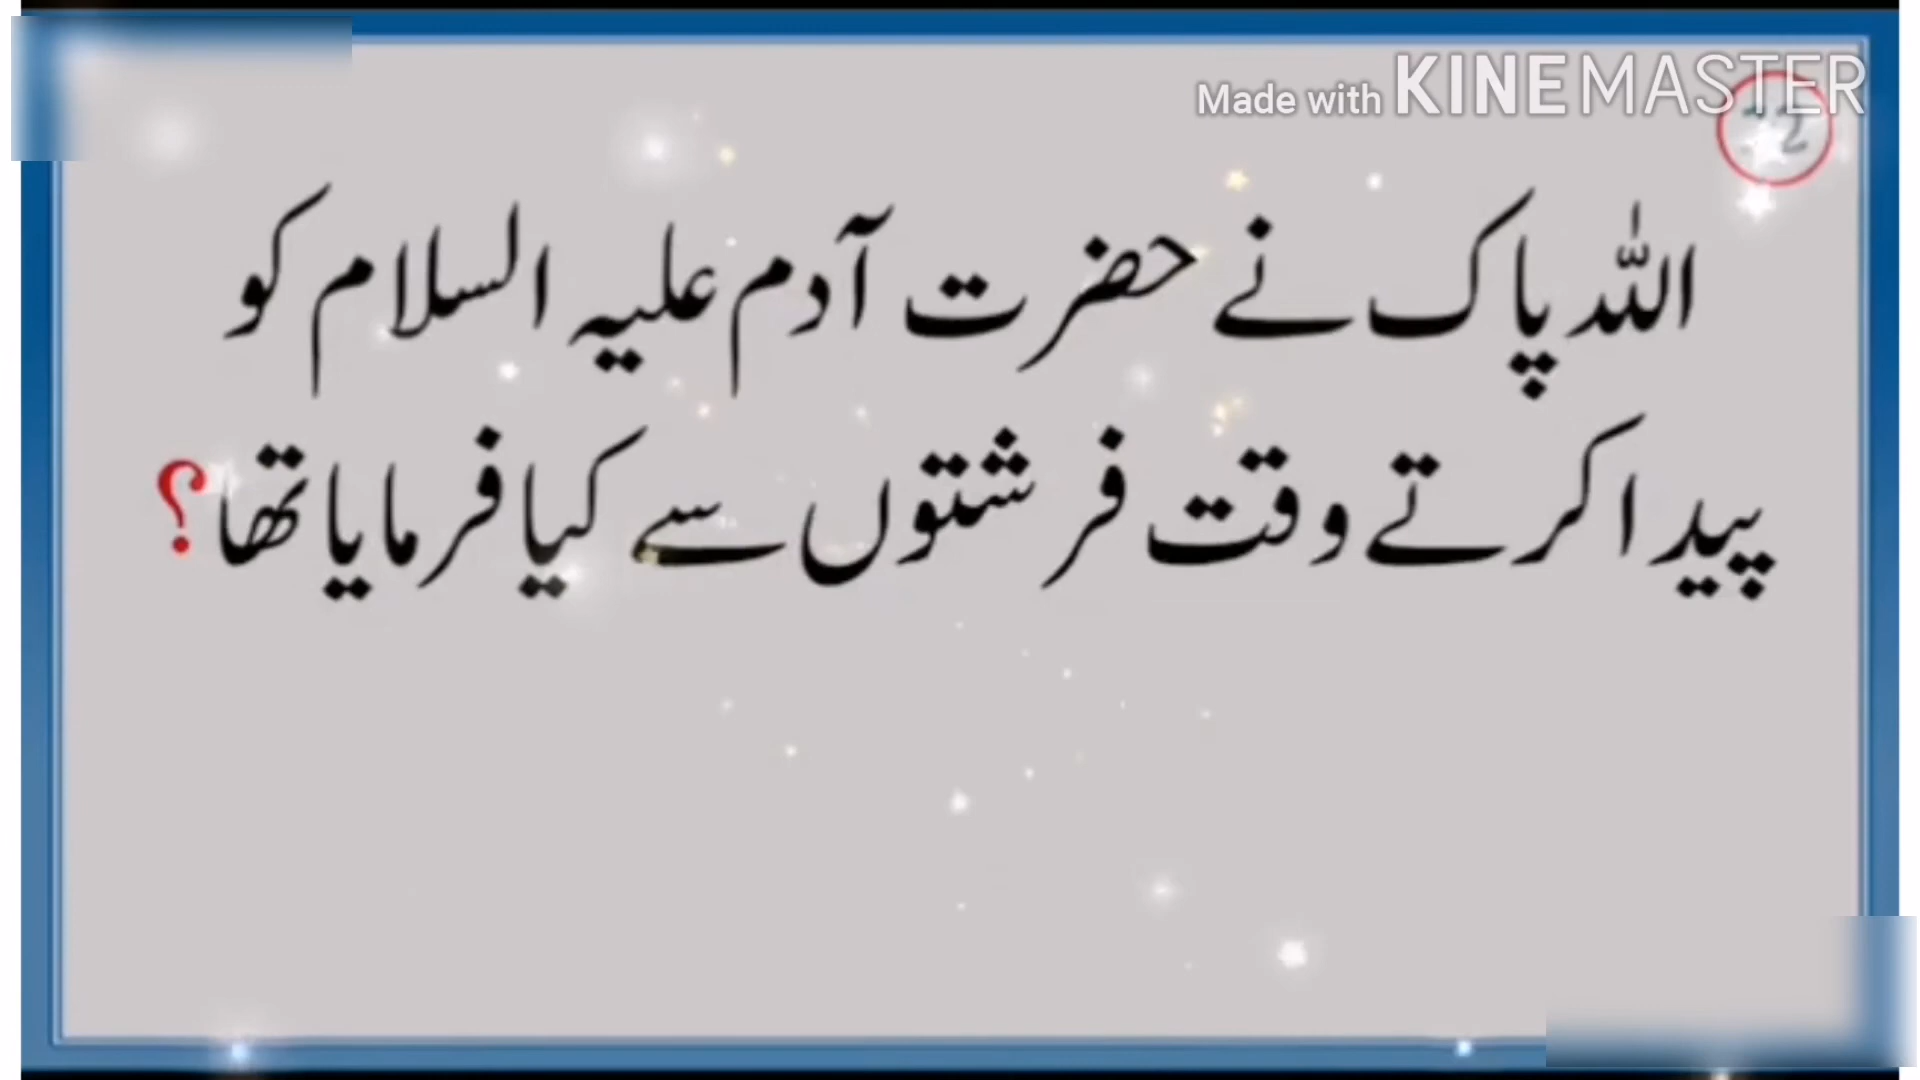 Made with KINEMASTER
اللہ پاک نے حضرت آدم علیہ السلام کو
پیدا کرتے وقت فرشتوں سے کیا فرمایا تھا؟